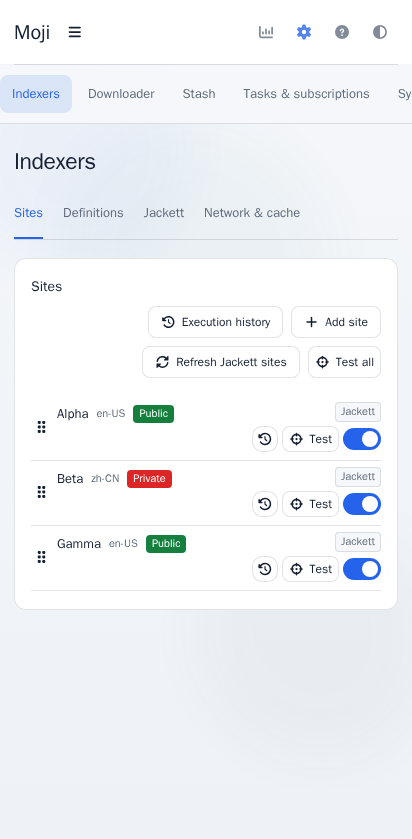 Moji
Indexers Downloader Stash Tasks & subscriptions Sy
Indexers
Sites Definitions Jackett Network & cache
Sites
Execution history Add site
Refresh Jackett sites Test all
Alpha en-US Public Jackett
Test
Beta zh-CN Private Jackett
Test
Gamma en-US Public Jackett
Test